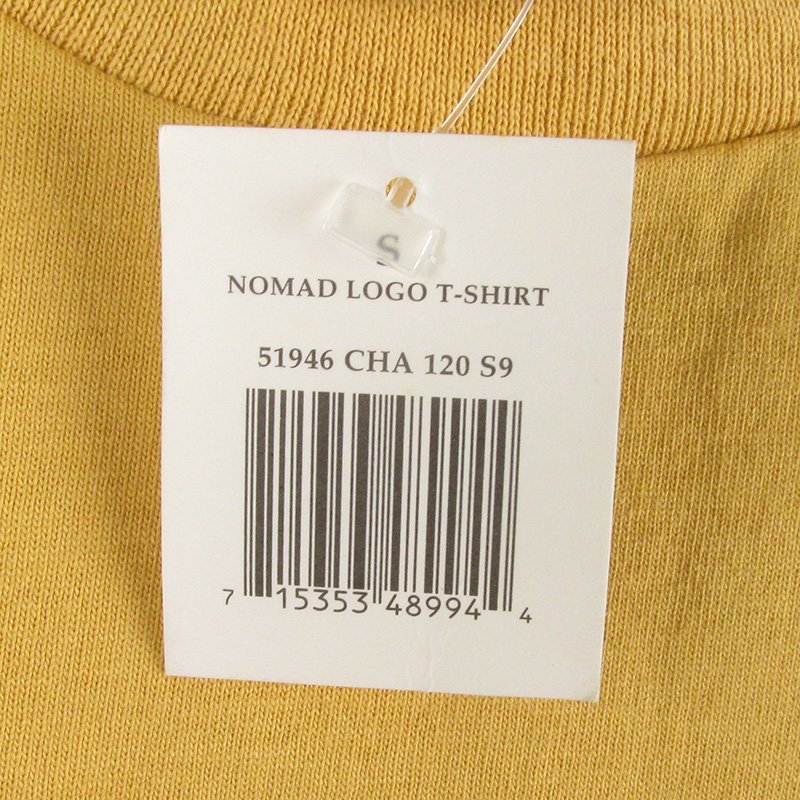 S
NOMAD LOGO T-SHIRT
51946 CHA 120 S9
7 15353 48994 4